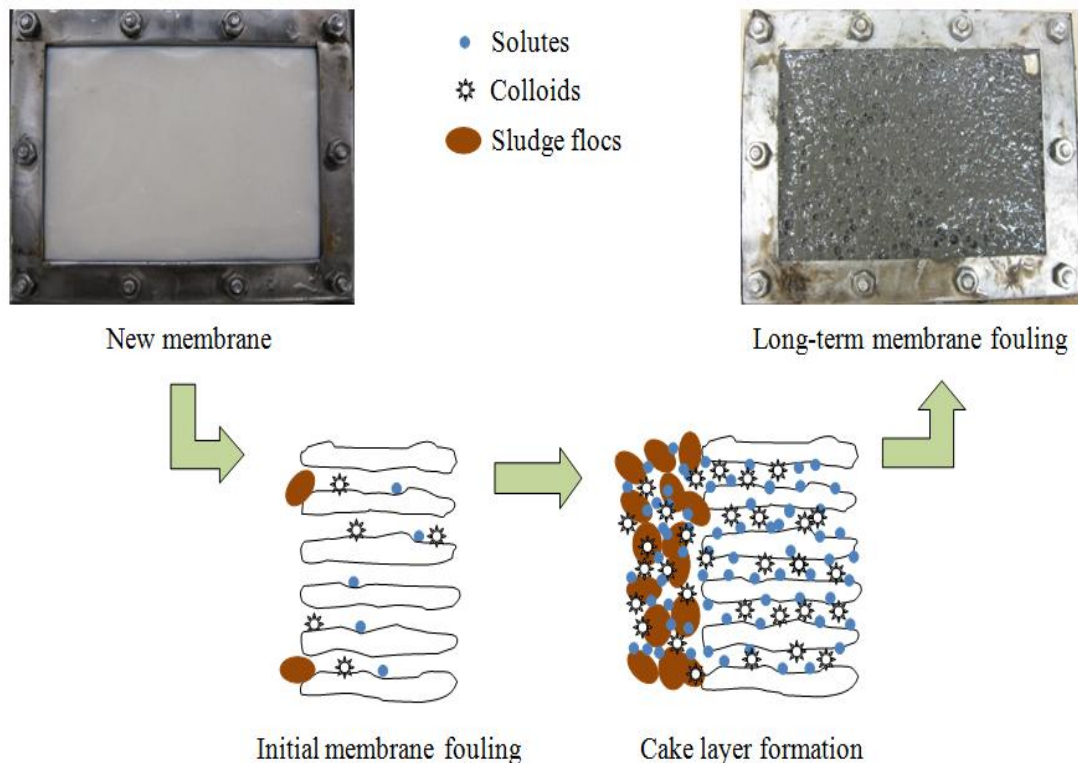 Solutes
Colloids
Sludge flocs
New membrane
Long-term membrane fouling
Initial membrane fouling
Cake layer formation